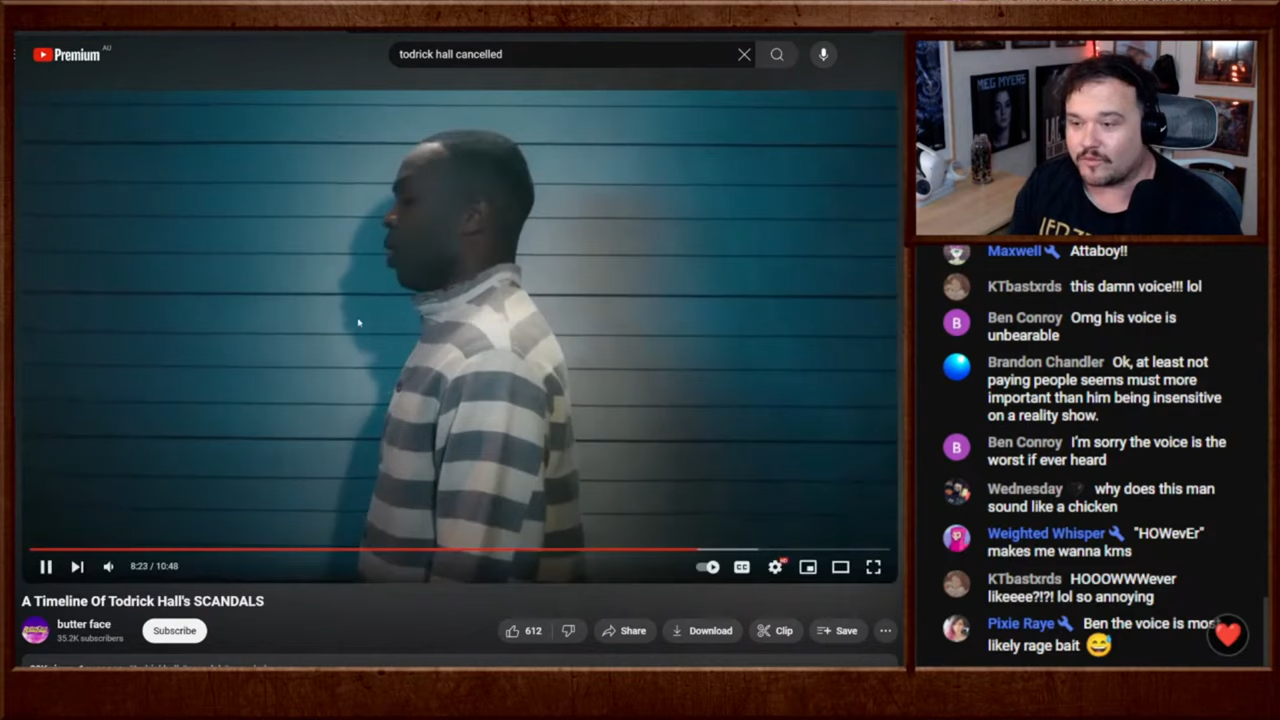 Premium AU
todrick hall cancelled
MEG MYERS
8:23 / 10:48
CC
A Timeline Of Todrick Hall's SCANDALS
butter face
35.2K subscribers
Subscribe
612
Share
Download
Clip
Save
Maxwell Attaboy!!
KTbastxrds this damn voice!!! lol
B Ben Conroy Omg his voice is
unbearable
Brandon Chandler Ok, at least not
paying people seems must more
important than him being insensitive
on a reality show.
B Ben Conroy I'm sorry the voice is the
worst if ever heard
Wednesday why does this man
sound like a chicken
Weighted Whisper "HOWevEr"
makes me wanna kms
KTbastxrds HOOOWWWever
likeeee?!?! lol so annoying
Pixie Raye Ben the voice is mos
likely rage bait